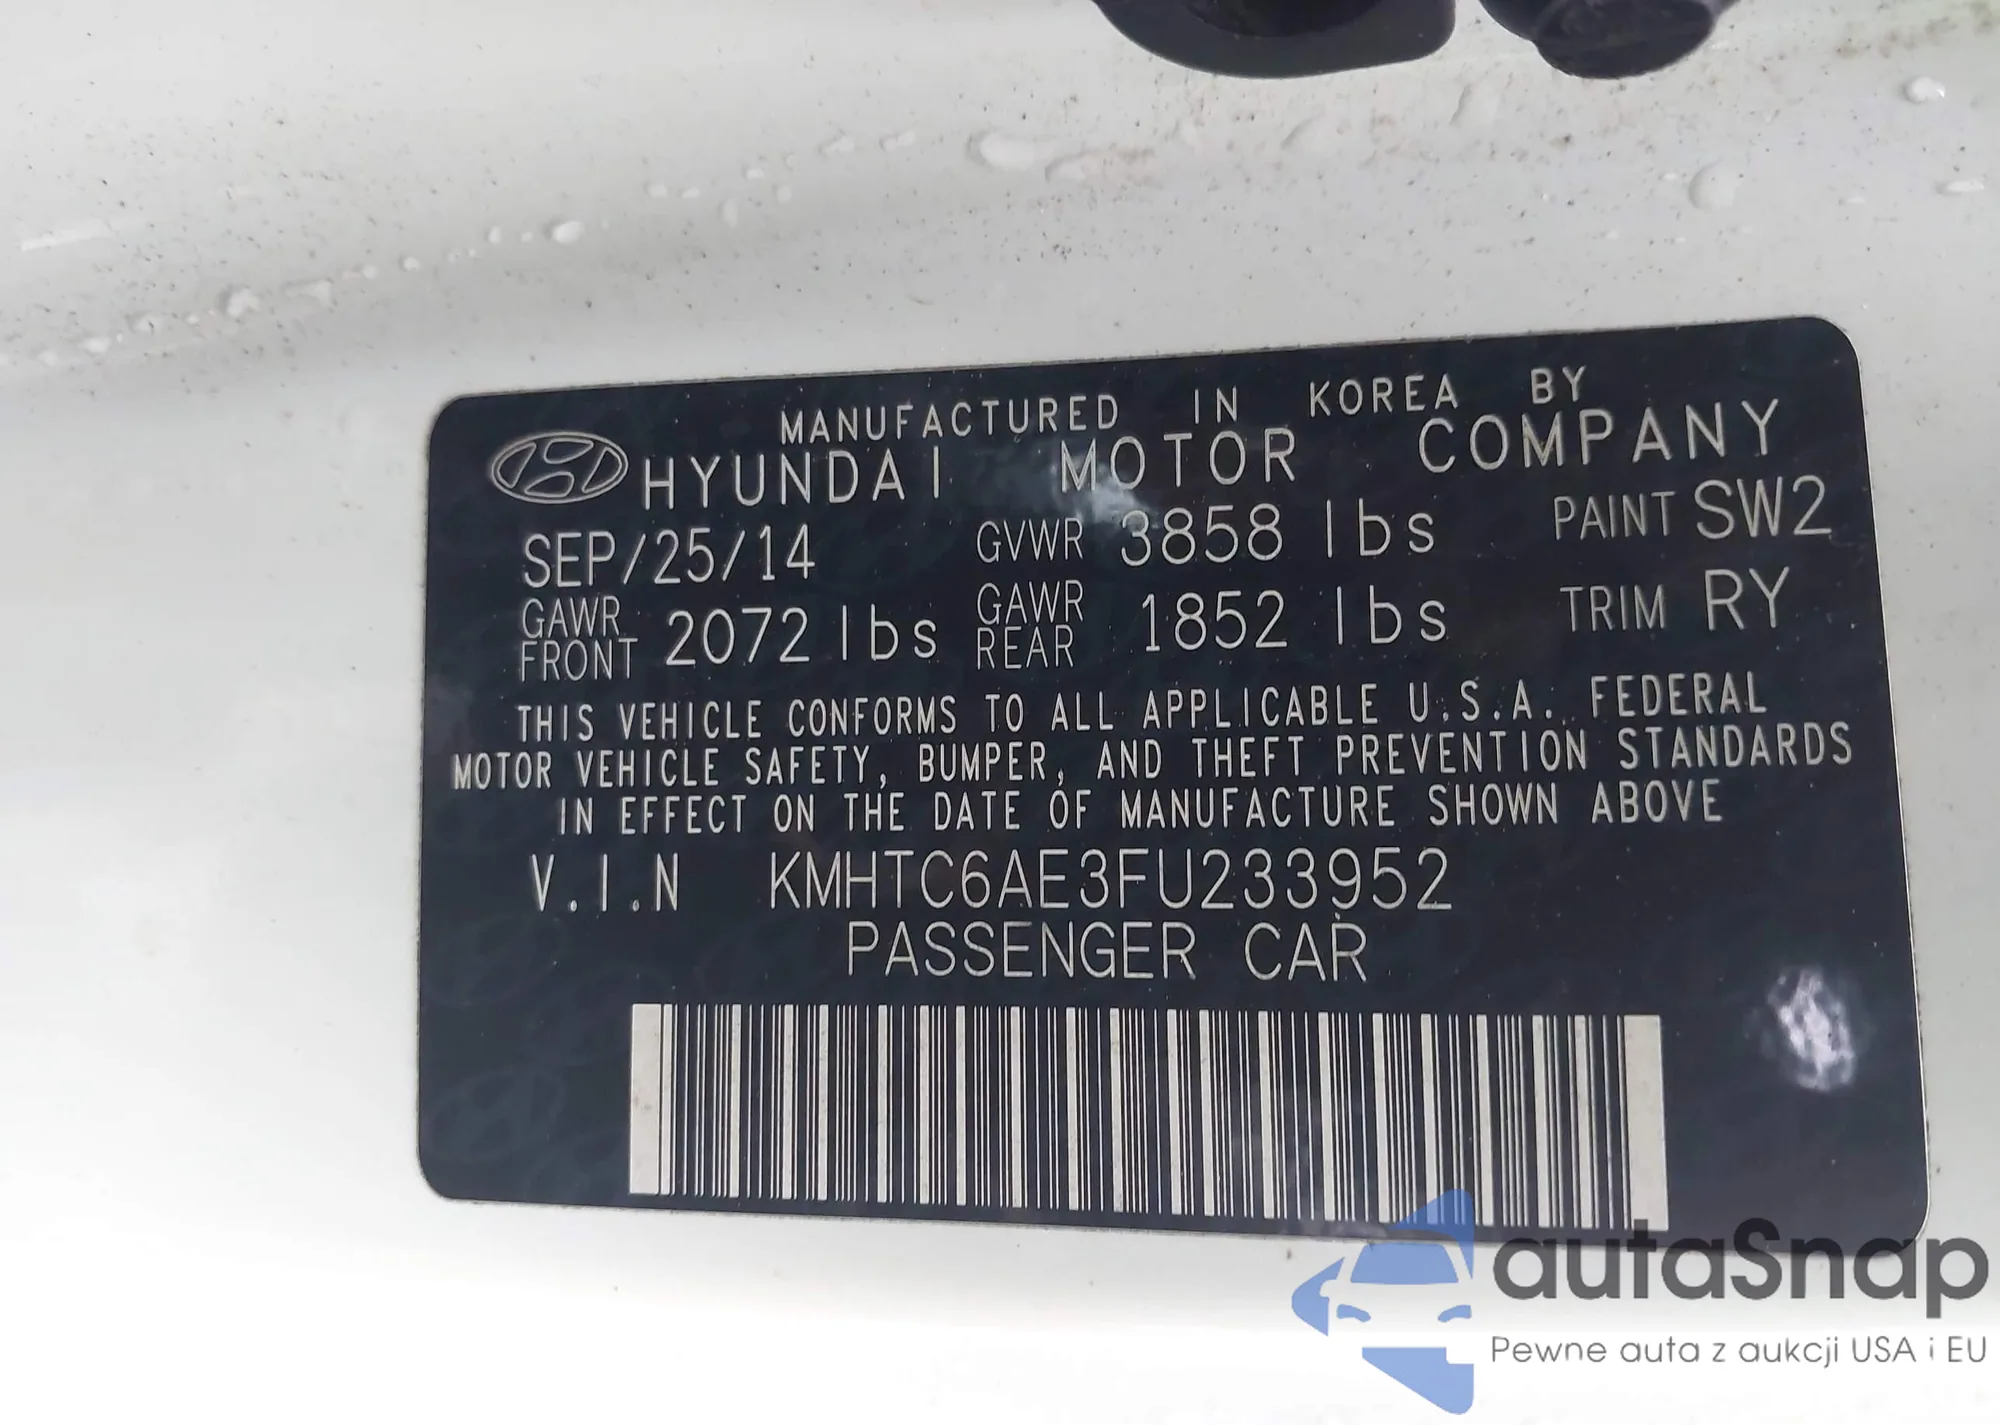 MANUFACTURED IN KOREA BY
HYUNDAI MOTOR COMPANY
SEP/25/14 GVWR 3858 lbs PAINT SW2
GAWR FRONT 2072 lbs GAWR REAR 1852 lbs TRIM RY
THIS VEHICLE CONFORMS TO ALL APPLICABLE U.S.A. FEDERAL
MOTOR VEHICLE SAFETY, BUMPER, AND THEFT PREVENTION STANDARDS
IN EFFECT ON THE DATE OF MANUFACTURE SHOWN ABOVE
V.I.N KMHTC6AE3FU233952
PASSENGER CAR
autaSnap
Pewne auta z aukcji USA i EU